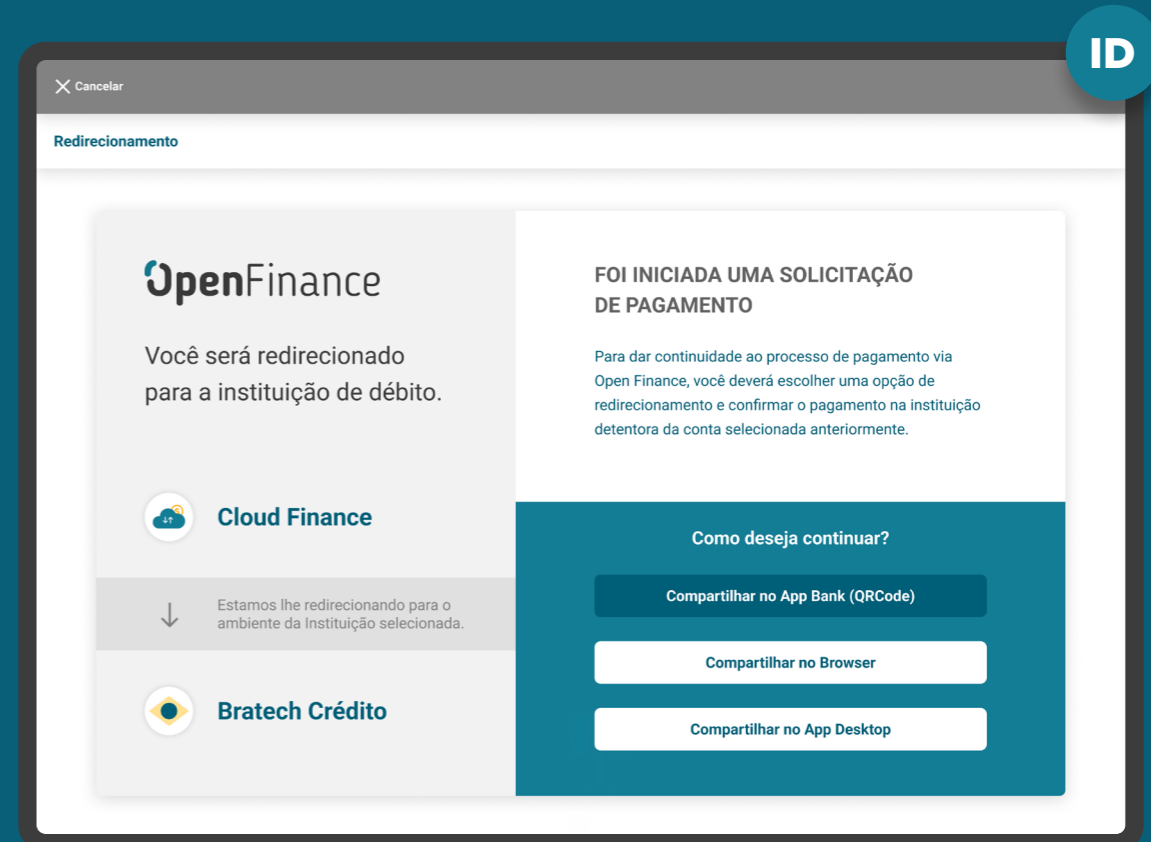 ID
Cancelar
Redirecionamento
OpenFinance
Você será redirecionado
para a instituição de débito.
Cloud Finance
Estamos lhe redirecionando para o
ambiente da Instituição selecionada.
Bratech Crédito
FOI INICIADA UMA SOLICITAÇÃO
DE PAGAMENTO
Para dar continuidade ao processo de pagamento via
Open Finance, você deverá escolher uma opção de
redirecionamento e confirmar o pagamento na instituição
detentora da conta selecionada anteriormente.
Como deseja continuar?
Compartilhar no App Bank (QRCode)
Compartilhar no Browser
Compartilhar no App Desktop